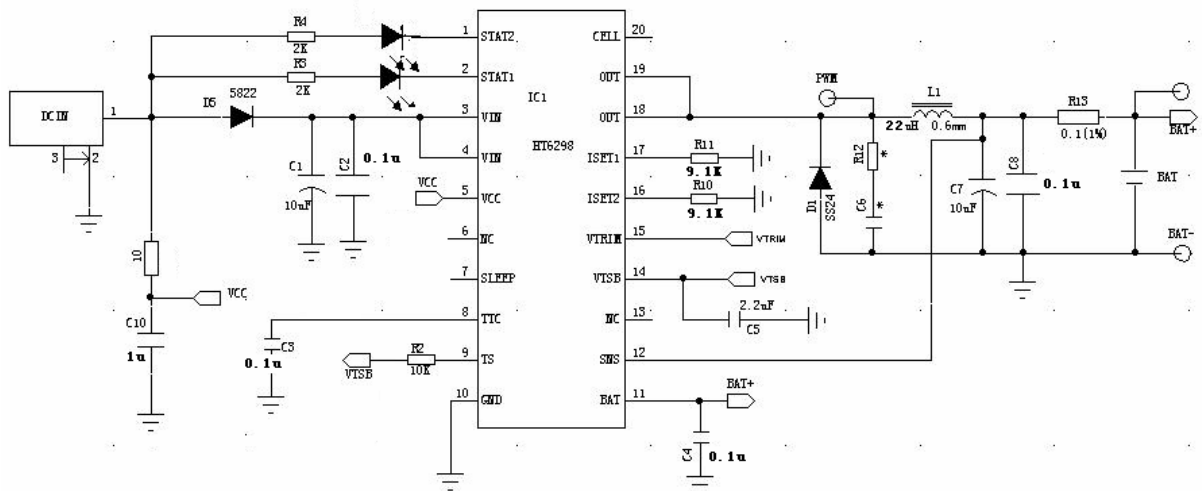 R4
2K
R3
2K
D5
5822
DCIN
1
3
2
C1
10uF
C2
0.1u
10
VCC
C10
1u
VCC
C3
0.1u
VTSB
R2
10K
IC1
HT6298
1 STAT2
2 STAT1
3 VIN
4 VIN
5 VCC
6 NC
7 SLEEP
8 TTC
9 TS
10 GND
CELL 20
OUT 19
OUT 18
ISET1 17
ISET2 16
VTRIM 15
VTSB 14
NC 13
SNS 12
BAT 11
R11
9.1K
R10
9.1K
VTRIM
VTSB
2.2uF
C5
BAT+
C4
0.1u
PWM
D1
SS24
R12
*
C6
*
L1
22uH
0.6mm
C7
10uF
C8
0.1u
R13
0.1(1%)
BAT+
BAT
BAT-